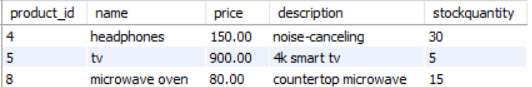 product_id name price description stockquantity
4 headphones 150.00 noise-canceling 30
5 tv 900.00 4k smart tv 5
8 microwave oven 80.00 countertop microwave 15